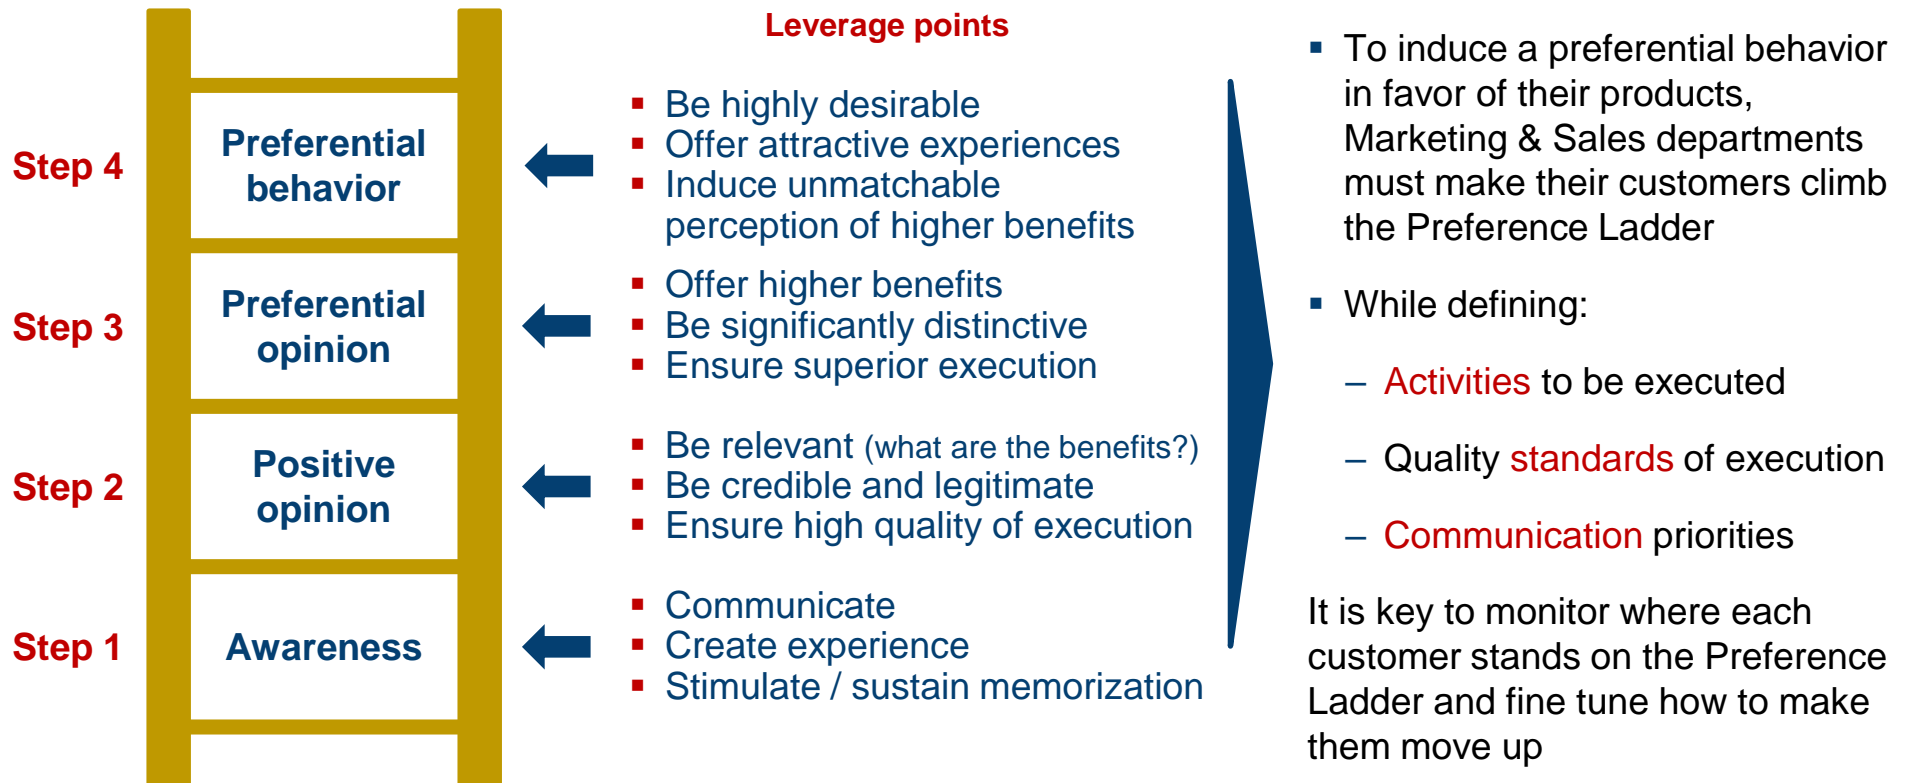 Leverage points
Step 4
Preferential
behavior
▪ Be highly desirable
▪ Offer attractive experiences
▪ Induce unmatchable
perception of higher benefits
Step 3
Preferential
opinion
▪ Offer higher benefits
▪ Be significantly distinctive
▪ Ensure superior execution
Step 2
Positive
opinion
▪ Be relevant (what are the benefits?)
▪ Be credible and legitimate
▪ Ensure high quality of execution
Step 1
Awareness
▪ Communicate
▪ Create experience
▪ Stimulate / sustain memorization
▪ To induce a preferential behavior
in favor of their products,
Marketing & Sales departments
must make their customers climb
the Preference Ladder
▪ While defining:
– Activities to be executed
– Quality standards of execution
– Communication priorities
It is key to monitor where each
customer stands on the Preference
Ladder and fine tune how to make
them move up